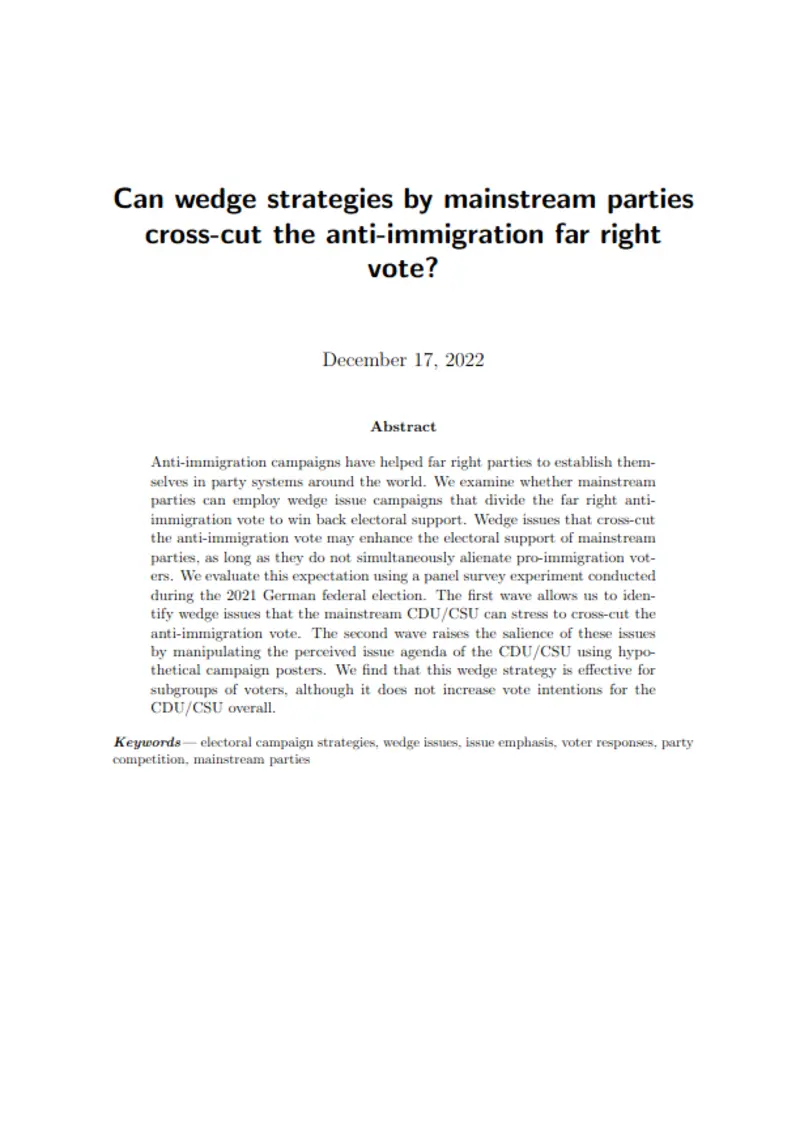 Can wedge strategies by mainstream parties
cross-cut the anti-immigration far right
vote?
December 17, 2022
Abstract
Anti-immigration campaigns have helped far right parties to establish them-
selves in party systems around the world. We examine whether mainstream
parties can employ wedge issue campaigns that divide the far right anti-
immigration vote to win back electoral support. Wedge issues that cross-cut
the anti-immigration vote may enhance the electoral support of mainstream
parties, as long as they do not simultaneously alienate pro-immigration vot-
ers. We evaluate this expectation using a panel survey experiment conducted
during the 2021 German federal election. The first wave allows us to iden-
tify wedge issues that the mainstream CDU/CSU can stress to cross-cut the
anti-immigration vote. The second wave raises the salience of these issues
by manipulating the perceived issue agenda of the CDU/CSU using hypo-
thetical campaign posters. We find that this wedge strategy is effective for
subgroups of voters, although it does not increase vote intentions for the
CDU/CSU overall.
Keywords— electoral campaign strategies, wedge issues, issue emphasis, voter responses, party
competition, mainstream parties